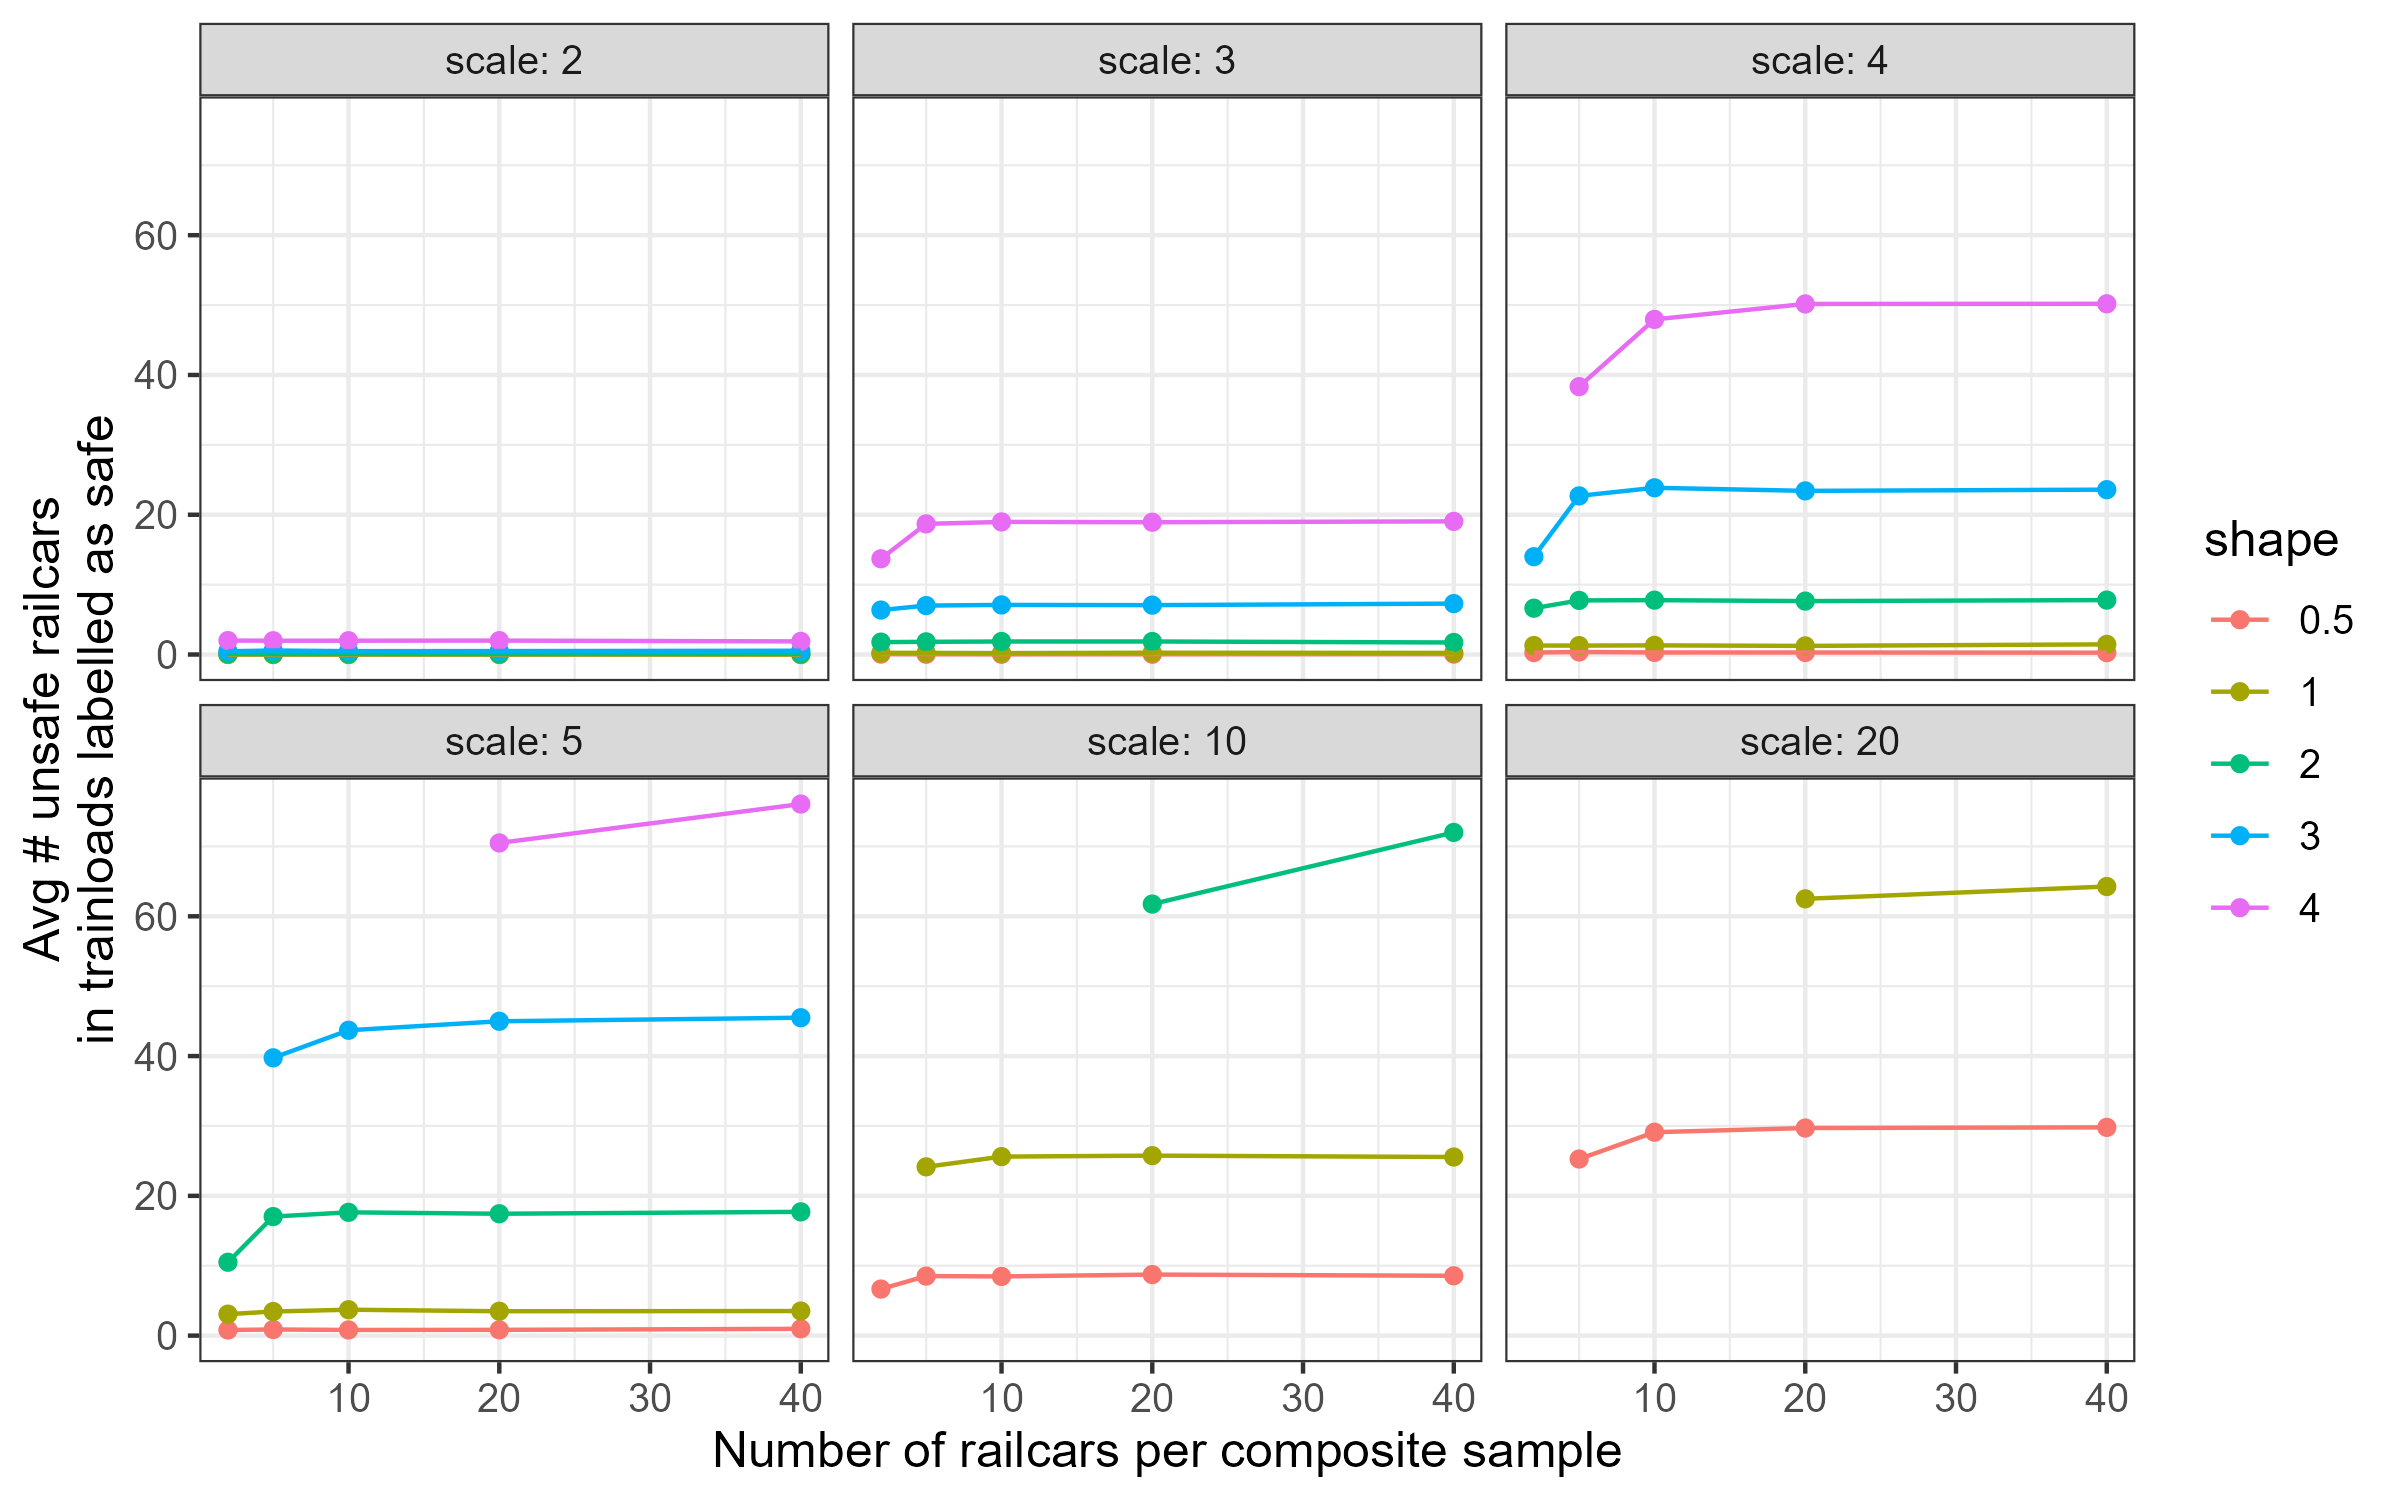 scale: 2
scale: 3
scale: 4
60
40
20
0
scale: 5
scale: 10
scale: 20
60
40
20
0
10 20 30 40
10 20 30 40
10 20 30 40
Number of railcars per composite sample
Avg # unsafe railcars
in trainloads labelled as safe
shape
0.5
1
2
3
4